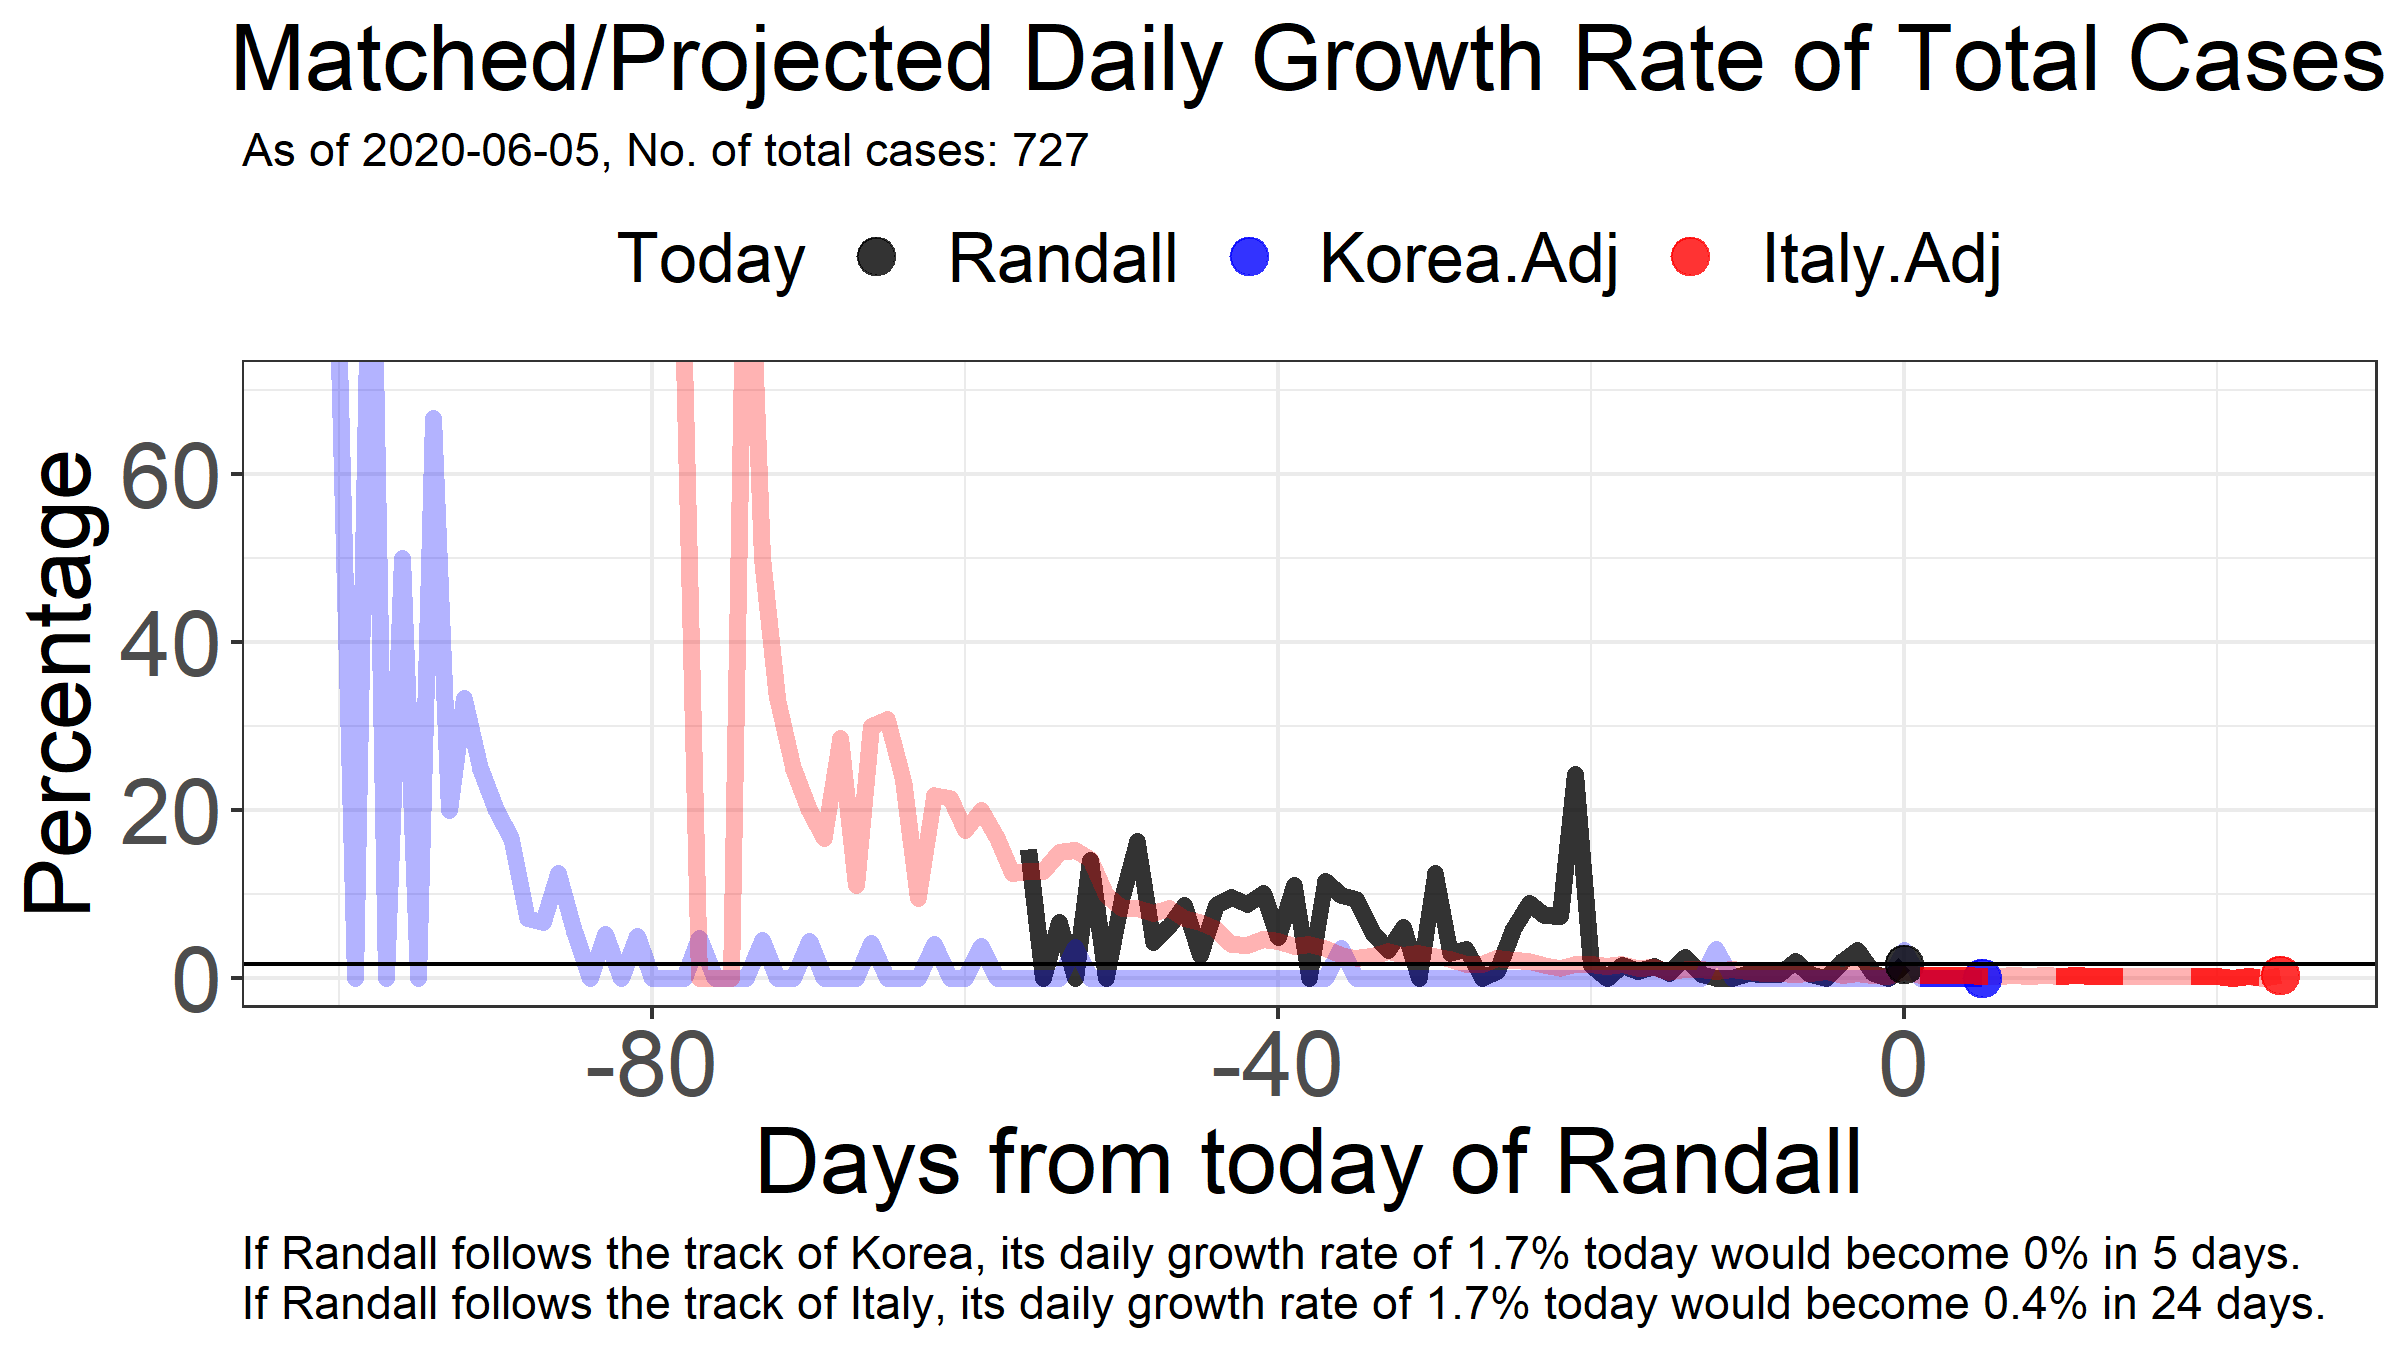 Matched/Projected Daily Growth Rate of Total Cases
As of 2020-06-05, No. of total cases: 727
Today Randall Korea.Adj Italy.Adj
Percentage
60
40
20
0
-80 -40 0
Days from today of Randall
If Randall follows the track of Korea, its daily growth rate of 1.7% today would become 0% in 5 days.
If Randall follows the track of Italy, its daily growth rate of 1.7% today would become 0.4% in 24 days.